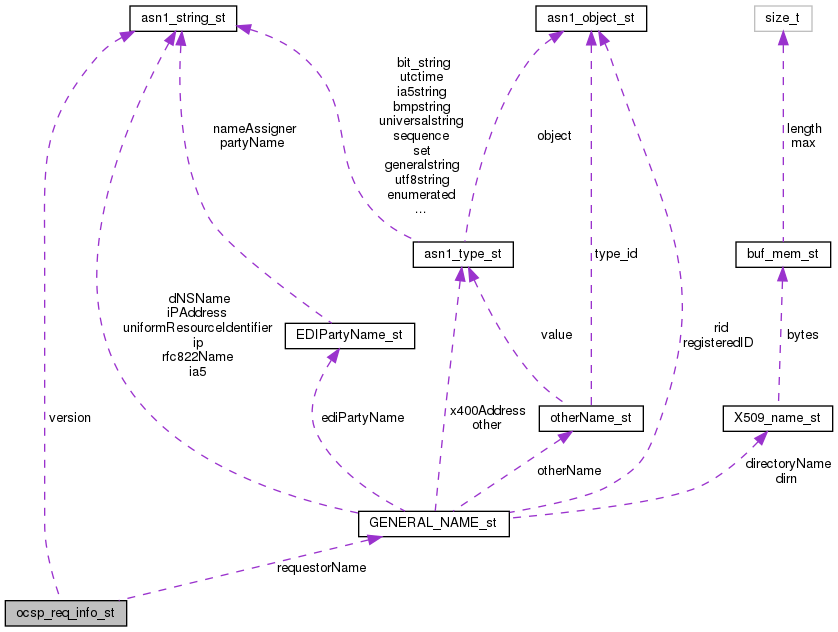 asn1_string_st
asn1_object_st
size_t
bit_string
utctime
ia5string
bmpstring
universalstring
sequence
set
generalstring
utf8string
enumerated
...
nameAssigner
partyName
object
length
max
asn1_type_st
type_id
buf_mem_st
dNSName
iPAddress
uniformResourceIdentifier
ip
rfc822Name
ia5
EDIPartyName_st
value
rid
registeredID
bytes
version
ediPartyName
x400Address
other
otherName_st
X509_name_st
otherName
directoryName
dirn
GENERAL_NAME_st
requestorName
ocsp_req_info_st